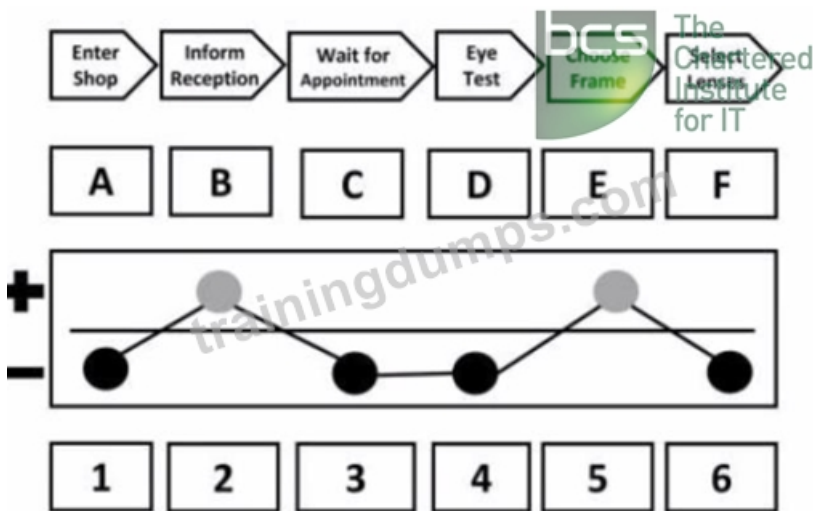 Enter
Shop
Inform
Reception
Wait for
Appointment
Eye
Test
Choose
Frame
Select
Lenses
bcs
The
Chartered
Institute
for IT
A
B
C
D
E
F
+
−
trainingdumps.com
1
2
3
4
5
6